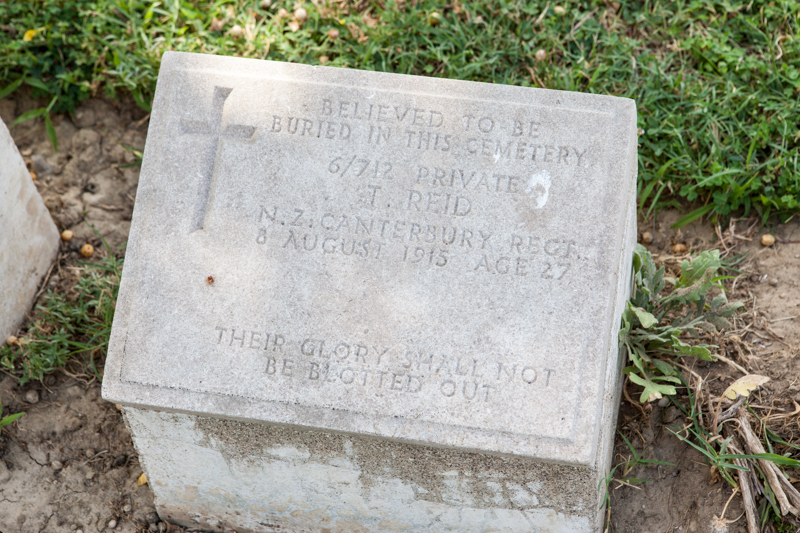 BELIEVED TO BE
BURIED IN THIS CEMETERY
6/712 PRIVATE
T. REID
N.Z. CANTERBURY REGT.
8 AUGUST 1915 AGE 27
THEIR GLORY SHALL NOT
BE BLOTTED OUT